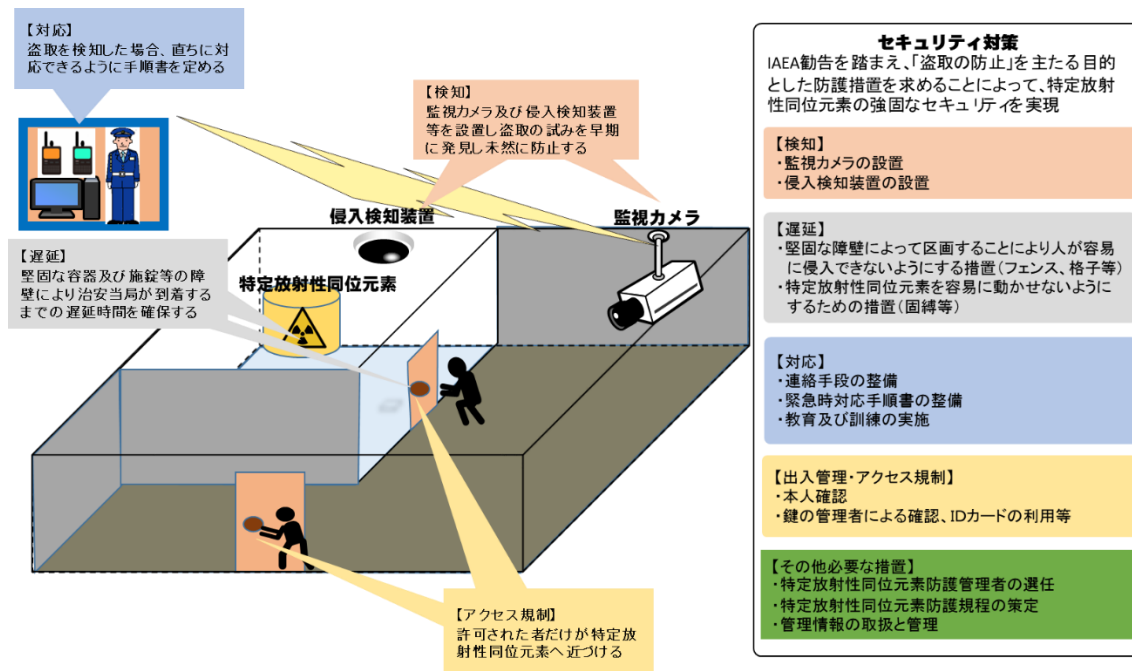 【対応】
盗取を検知した場合、直ちに対
応できるように手順書を定める
【検知】
監視カメラ及び侵入検知装置
等を設置し盗取の試みを早期
に発見し未然に防止する
侵入検知装置
監視カメラ
【遅延】
堅固な容器及び施錠等の障
壁により治安当局が到着する
までの遅延時間を確保する
特定放射性同位元素
【アクセス規制】
許可された者だけが特定放
射性同位元素へ近づける
セキュリティ対策
IAEA勧告を踏まえ、「盗取の防止」を主たる目的
とした防護措置を求めることによって、特定放射
性同位元素の強固なセキュリティを実現
【検知】
・監視カメラの設置
・侵入検知装置の設置
【遅延】
・堅固な障壁によって区画することにより人が容易
に侵入できないようにする措置（フェンス、格子等）
・特定放射性同位元素を容易に動かせないように
するための措置（固縛等）
【対応】
・連絡手段の整備
・緊急時対応手順書の整備
・教育及び訓練の実施
【出入管理・アクセス規制】
・本人確認
・鍵の管理者による確認、IDカードの利用等
【その他必要な措置】
・特定放射性同位元素防護管理者の選任
・特定放射性同位元素防護規程の策定
・管理情報の取扱と管理